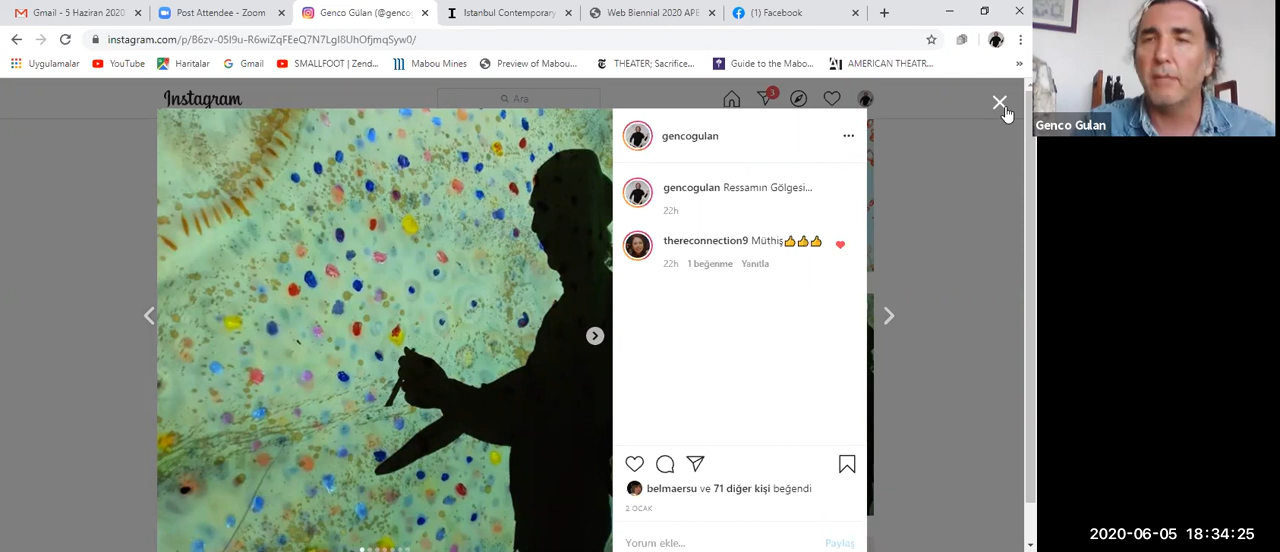 Gmail - 5 Haziran 2020
Post Attendee - Zoom
Genco Gülan (@gencog
Istanbul Contemporary
Web Biennial 2020 APE
(1) Facebook
instagram.com/p/B6zv-05I9u-R6wiZqFEeQ7N7LgI8UhOfjmqSyw0/
Uygulamalar
YouTube
Haritalar
Gmail
SMALLFOOT | Zend...
Mabou Mines
Preview of Mabou...
THEATER; Sacrifice...
Guide to the Mabo...
AMERICAN THEATR...
Instagram
Ara
3
gencogulan
gencogulan Ressamın Gölgesi...
22h
thereconnection9 Müthiş👍👍👍
22h 1 beğenme Yanıtla
belmaersu ve 71 diğer kişi beğendi
2 OCAK
Yorum ekle... Paylaş
Genco Gulan
2020-06-05 18:34:25